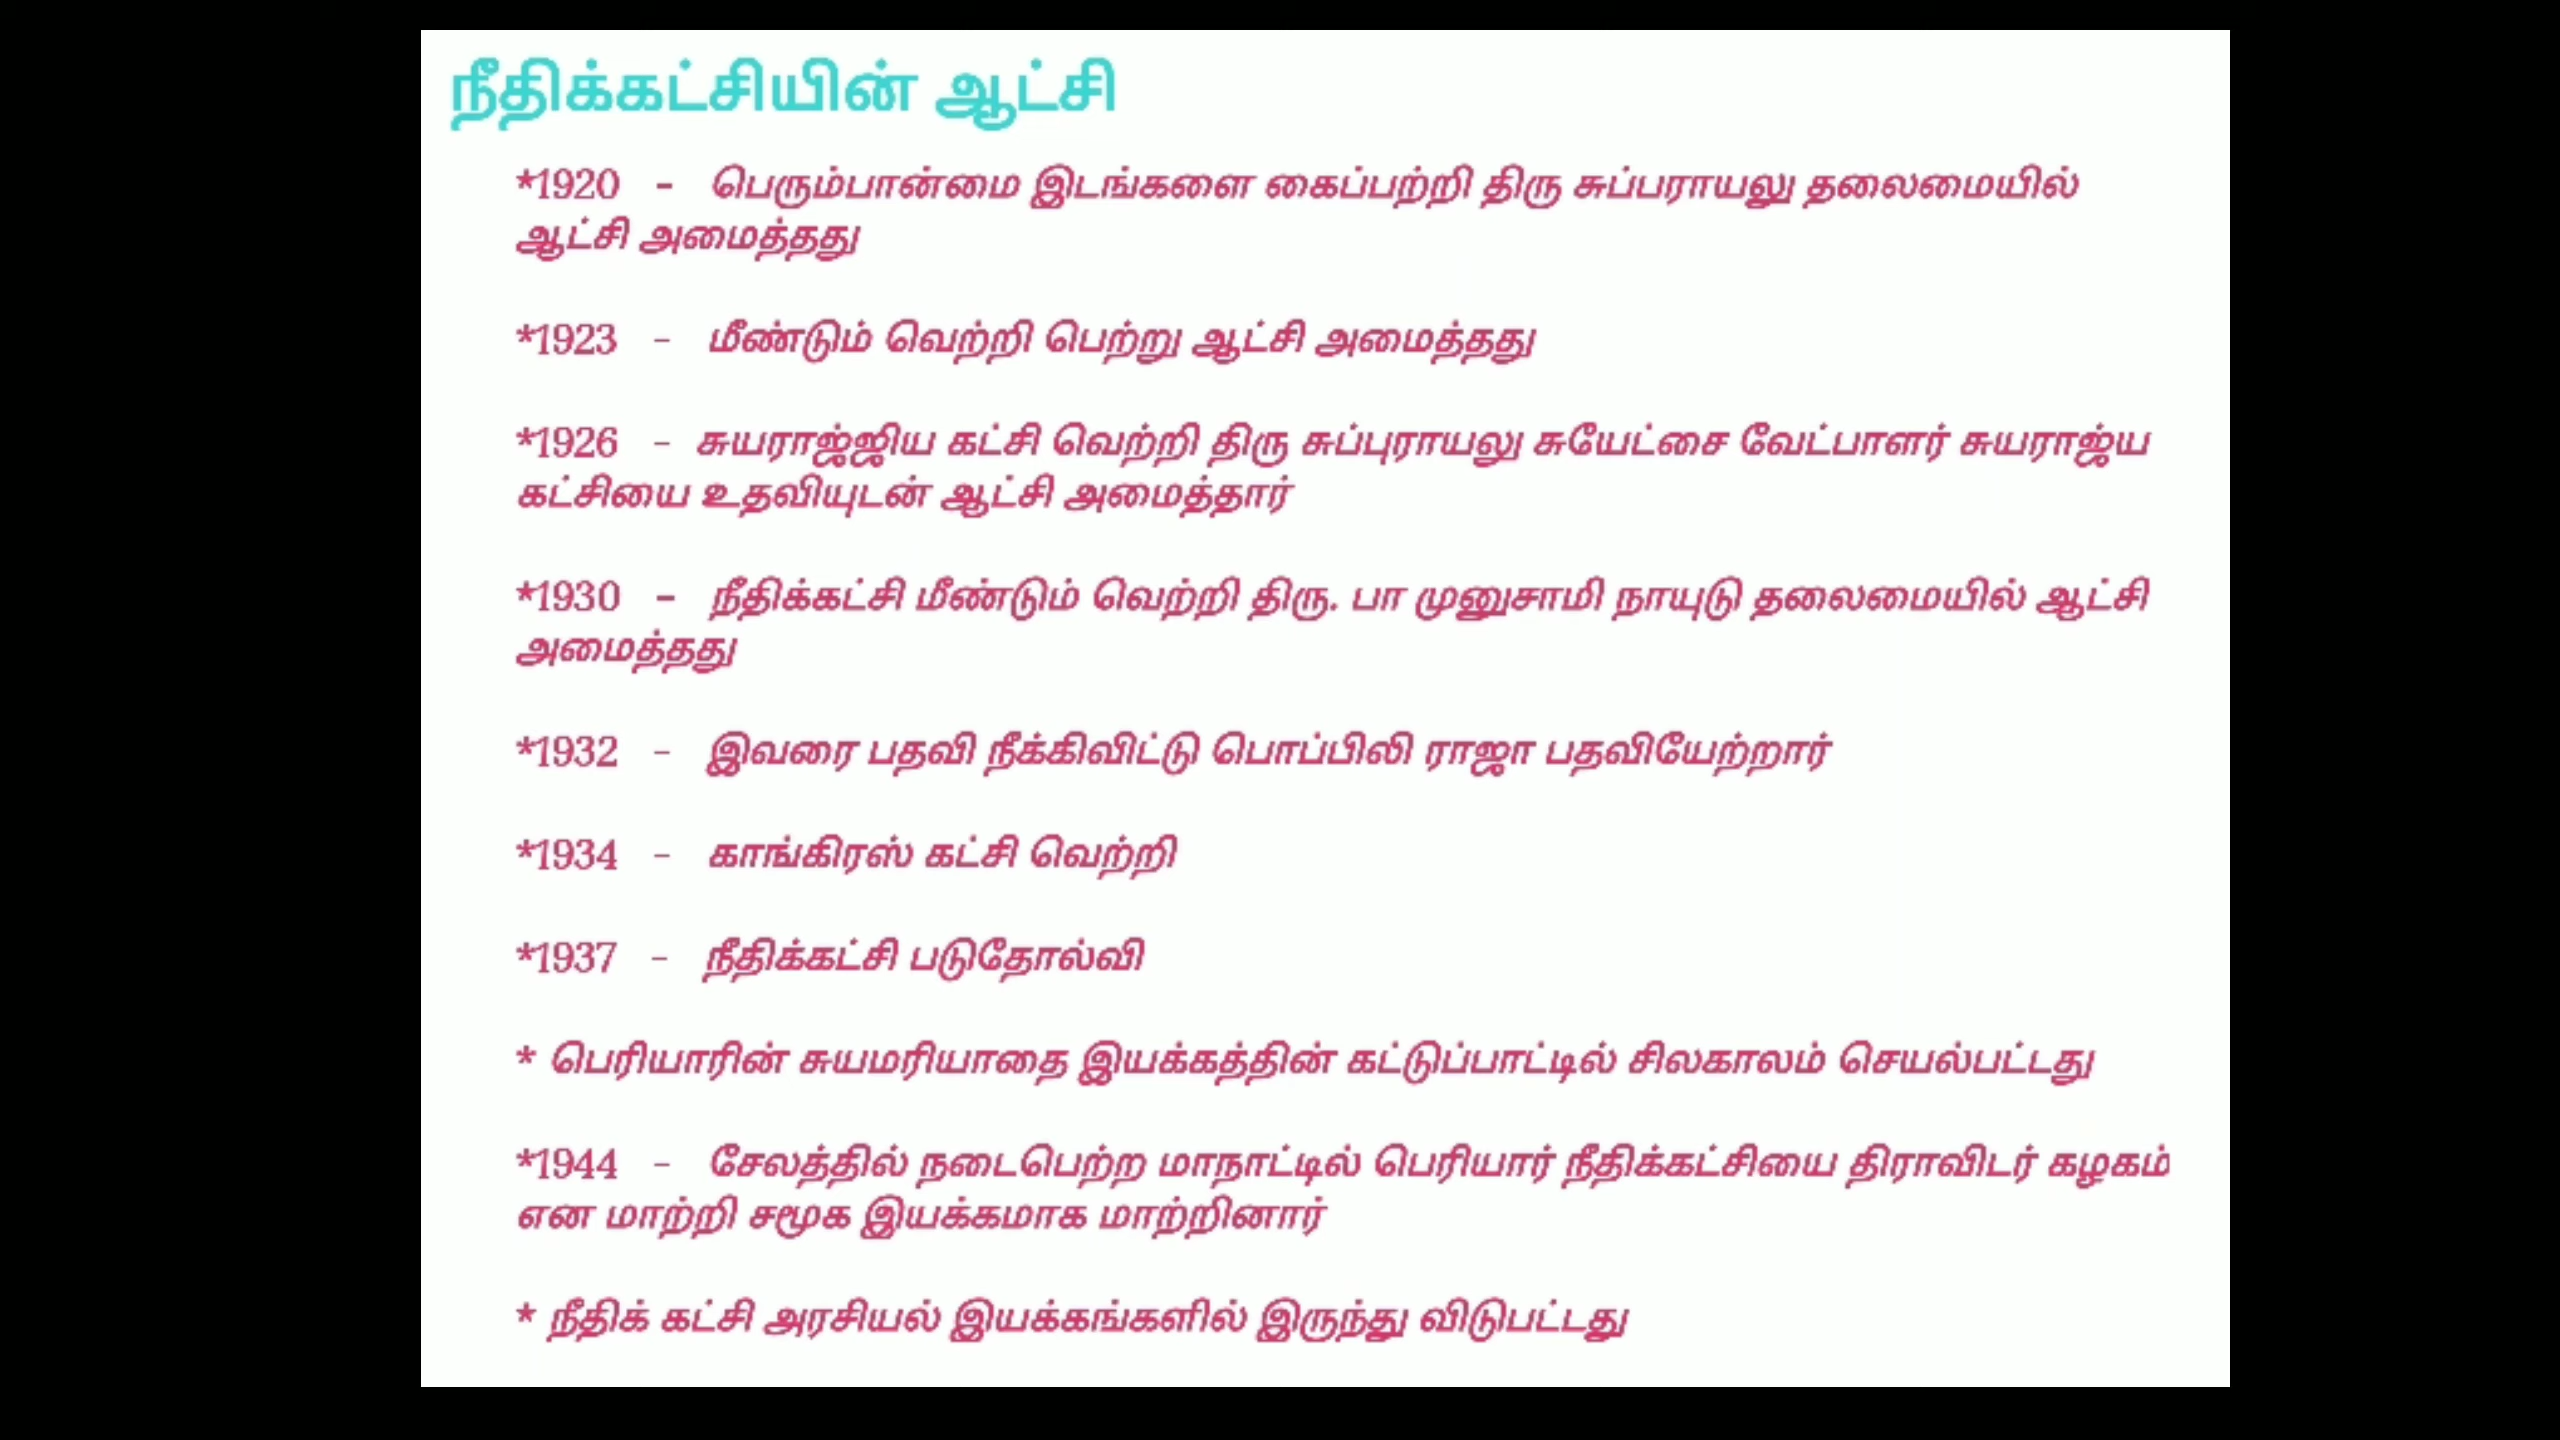 நீதிக்கட்சியின் ஆட்சி
*1920 - பெரும்பான்மை இடங்களை கைப்பற்றி திரு சுப்பராயலு தலைமையில்
ஆட்சி அமைத்தது
*1923 - மீண்டும் வெற்றி பெற்று ஆட்சி அமைத்தது
*1926 - சுயராஜ்ஜிய கட்சி வெற்றி திரு சுப்புராயலு சுயேட்சை வேட்பாளர் சுயராஜ்ய
கட்சியை உதவியுடன் ஆட்சி அமைத்தார்
*1930 - நீதிக்கட்சி மீண்டும் வெற்றி திரு. பா முனுசாமி நாயுடு தலைமையில் ஆட்சி
அமைத்தது
*1932 - இவரை பதவி நீக்கிவிட்டு பொப்பிலி ராஜா பதவியேற்றார்
*1934 - காங்கிரஸ் கட்சி வெற்றி
*1937 - நீதிக்கட்சி படுதோல்வி
* பெரியாரின் சுயமரியாதை இயக்கத்தின் கட்டுப்பாட்டில் சிலகாலம் செயல்பட்டது
*1944 - சேலத்தில் நடைபெற்ற மாநாட்டில் பெரியார் நீதிக்கட்சியை திராவிடர் கழகம்
என மாற்றி சமூக இயக்கமாக மாற்றினார்
* நீதிக் கட்சி அரசியல் இயக்கங்களில் இருந்து விடுபட்டது